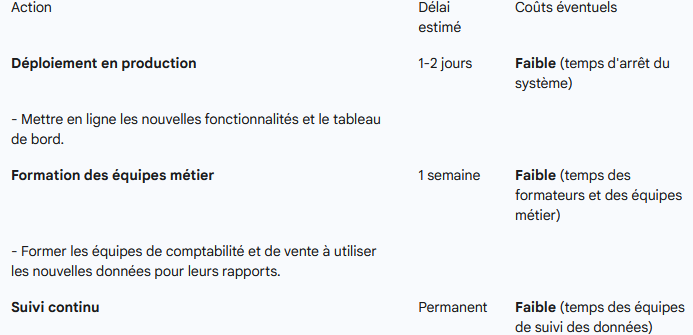 Action Délai Coûts éventuels
estimé
Déploiement en production 1-2 jours Faible (temps d'arrêt du
système)
- Mettre en ligne les nouvelles fonctionnalités et le tableau
de bord.
Formation des équipes métier 1 semaine Faible (temps des
formateurs et des équipes
métier)
- Former les équipes de comptabilité et de vente à utiliser
les nouvelles données pour leurs rapports.
Suivi continu Permanent Faible (temps des équipes
de suivi des données)